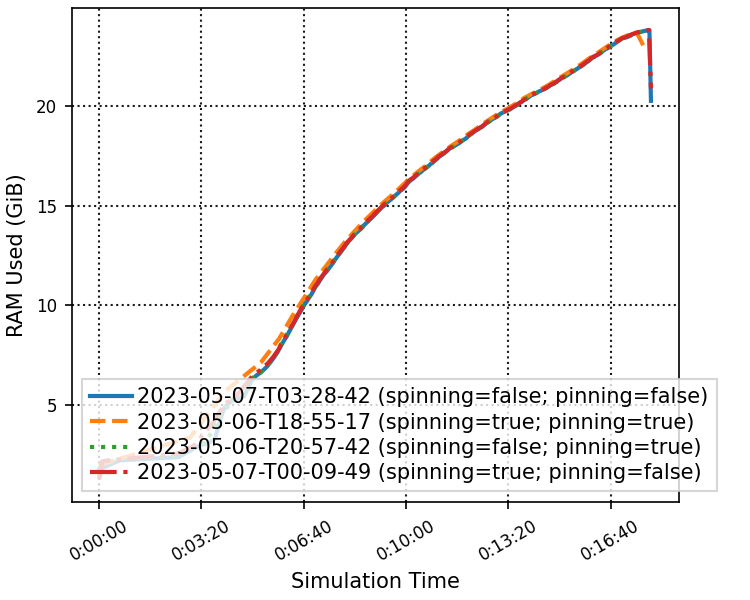 20
15
10
5
RAM Used (GiB)
2023-05-07-T03-28-42 (spinning=false; pinning=false)
2023-05-06-T18-55-17 (spinning=true; pinning=true)
2023-05-06-T20-57-42 (spinning=false; pinning=true)
2023-05-07-T00-09-49 (spinning=true; pinning=false)
0:00:00
0:03:20
0:06:40
0:10:00
0:13:20
0:16:40
Simulation Time